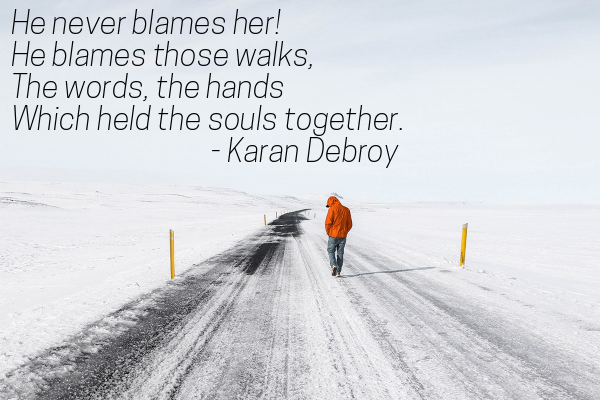 He never blames her!
He blames those walks,
The words, the hands
Which held the souls together.
- Karan Debroy